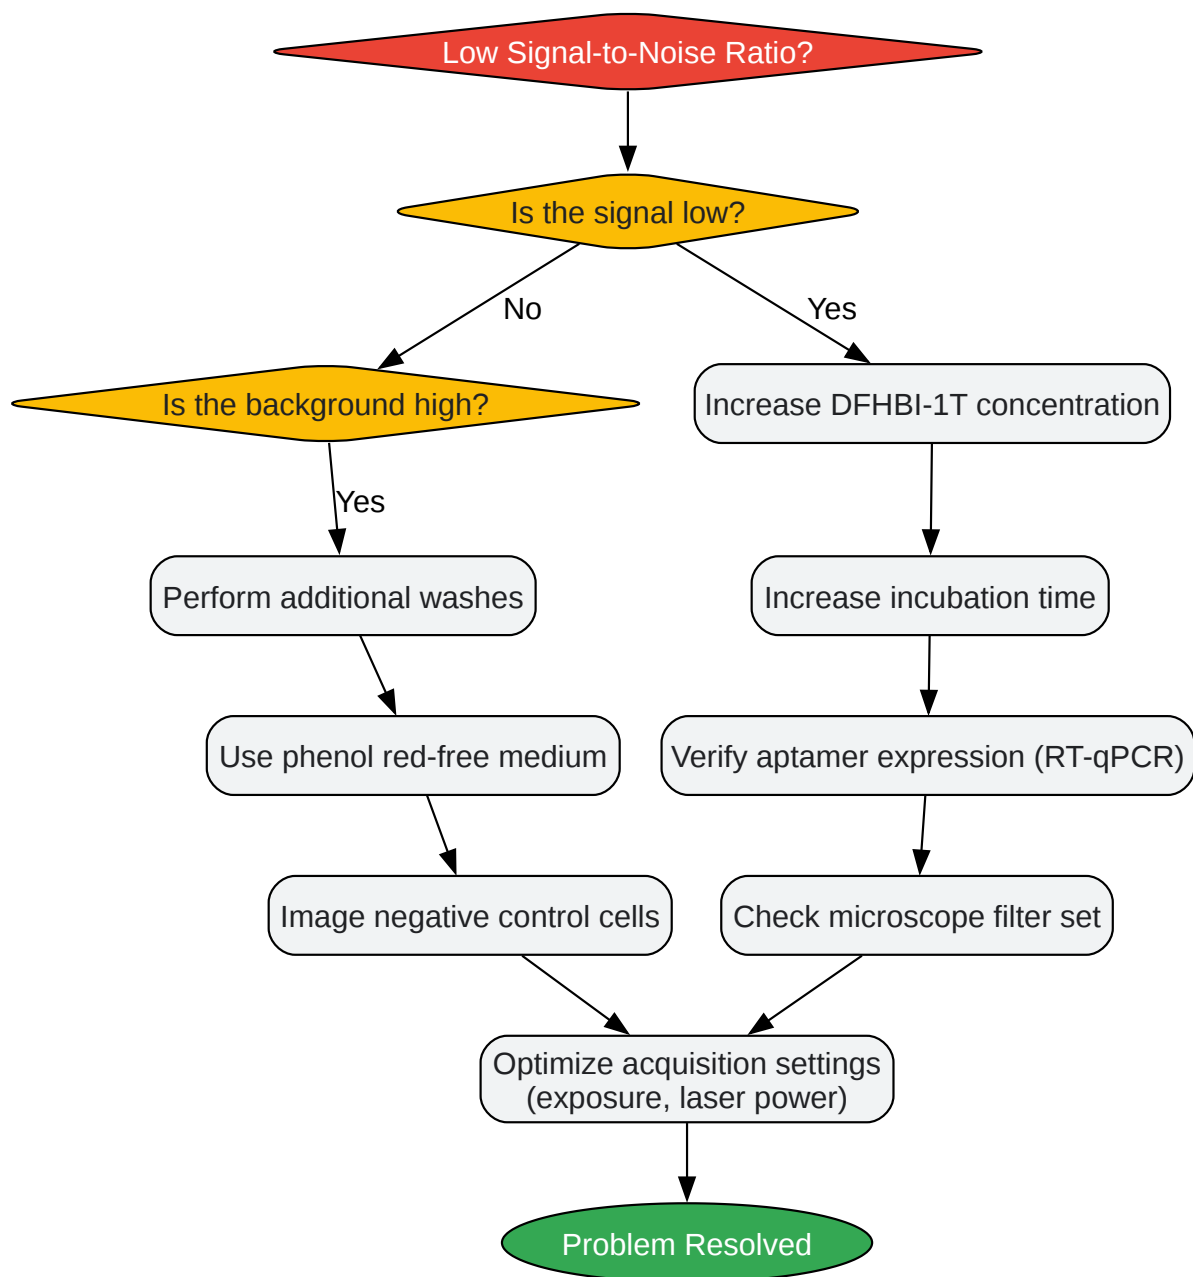 Low Signal-to-Noise Ratio?
Is the signal low?
No
Yes
Is the background high?
Increase DFHBI-1T concentration
Yes
Perform additional washes
Increase incubation time
Use phenol red-free medium
Verify aptamer expression (RT-qPCR)
Image negative control cells
Check microscope filter set
Optimize acquisition settings
(exposure, laser power)
Problem Resolved